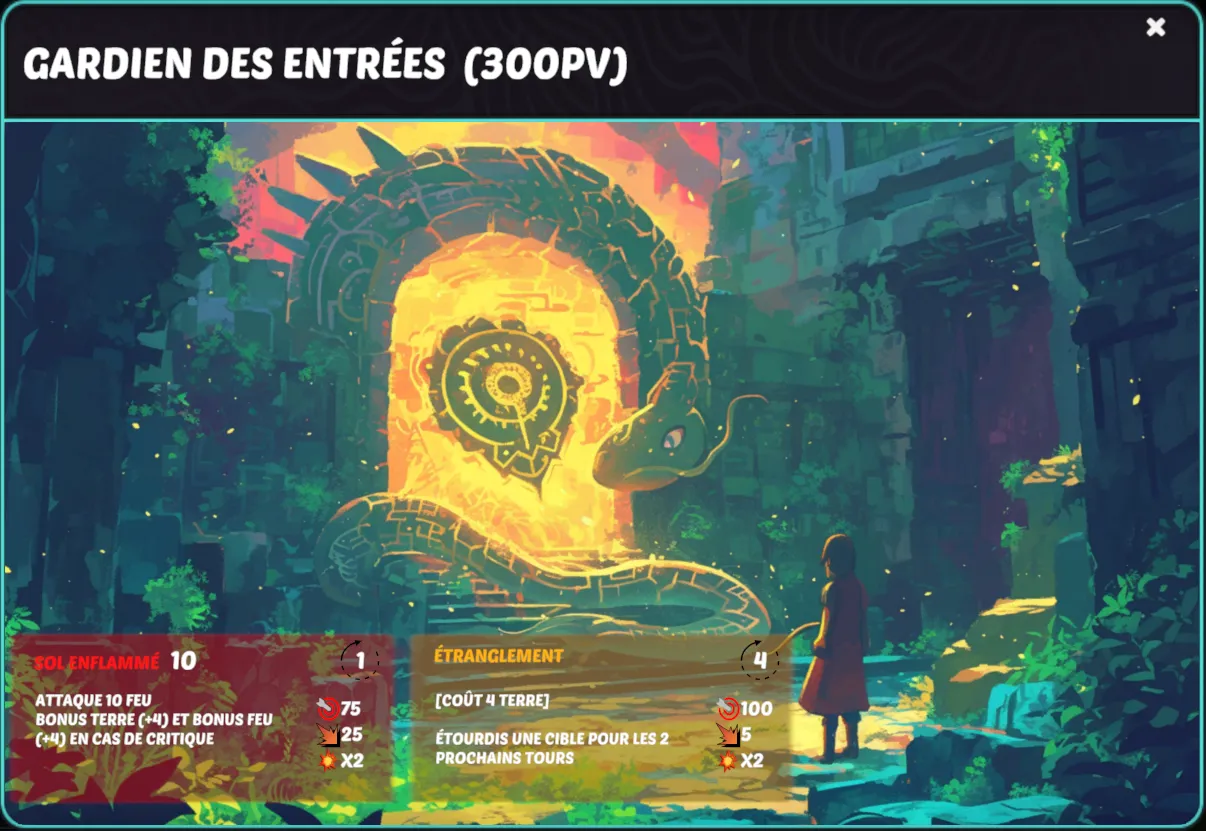 GARDIEN DES ENTRÉES (300PV)
SOL ENFLAMMÉ 10
1
ATTAQUE 10 FEU
BONUS TERRE (+4) ET BONUS FEU
(+4) EN CAS DE CRITIQUE
75
25
X2
ÉTRANGLEMENT
4
[COÛT 4 TERRE]
ÉTOURDIS UNE CIBLE POUR LES 2
PROCHAINS TOURS
100
5
X2